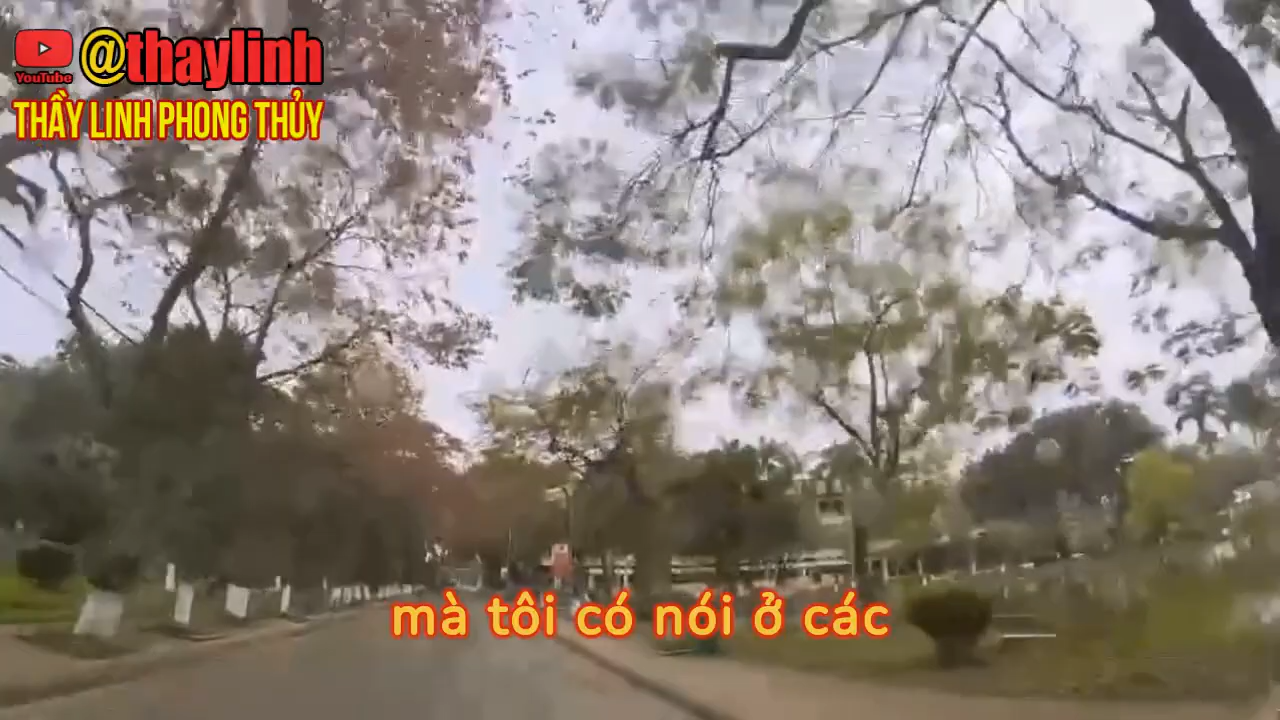 @thaylinh
YouTube
THẦY LINH PHONG THỦY
mà tôi có nói ở các